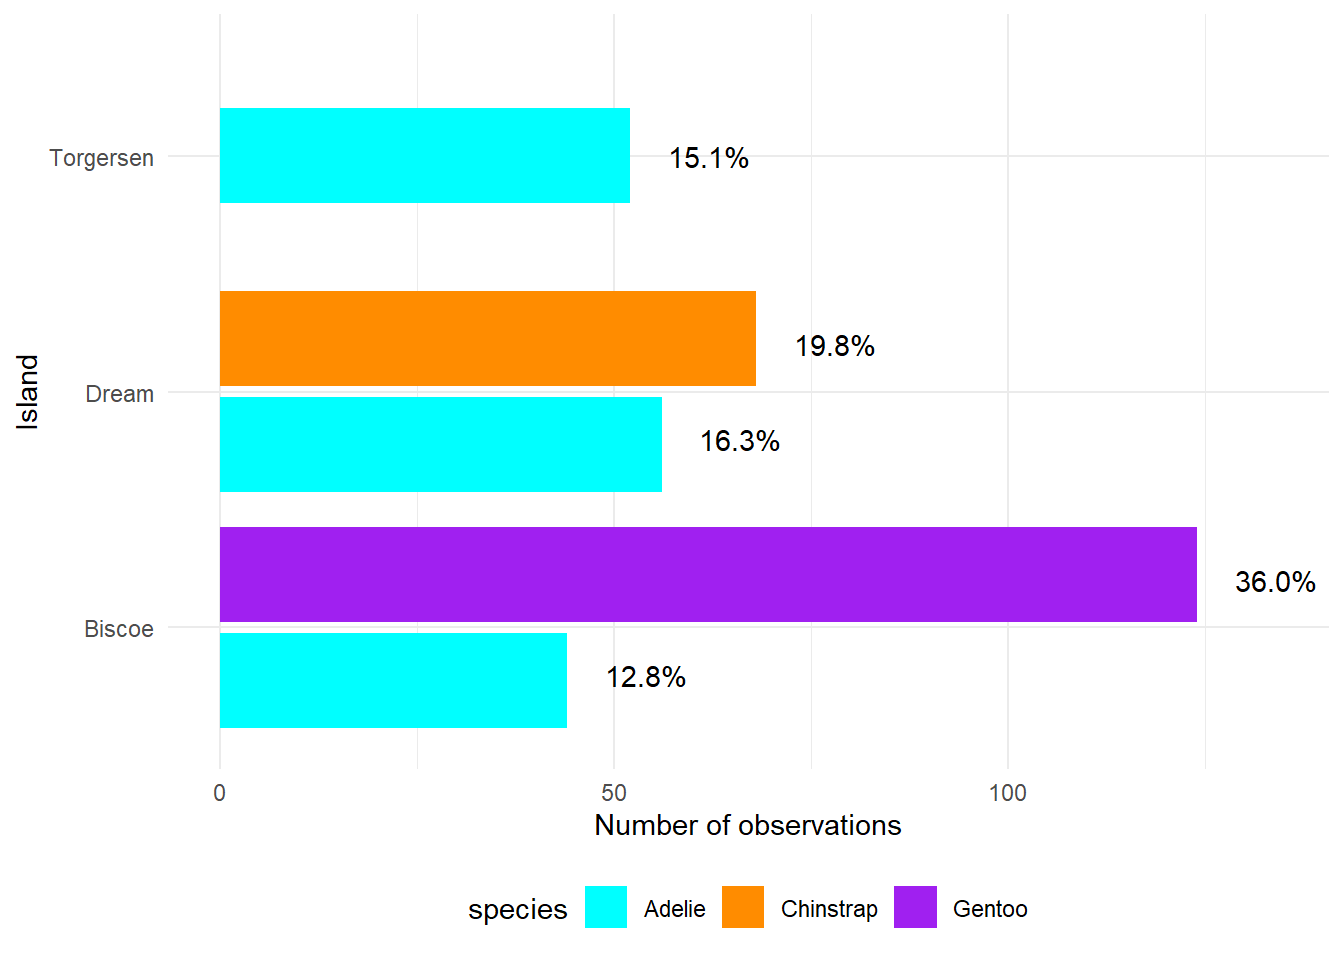 Torgersen
15.1%
19.8%
Dream
16.3%
36.0%
Biscoe
12.8%
Island
0 50 100
Number of observations
species Adelie Chinstrap Gentoo